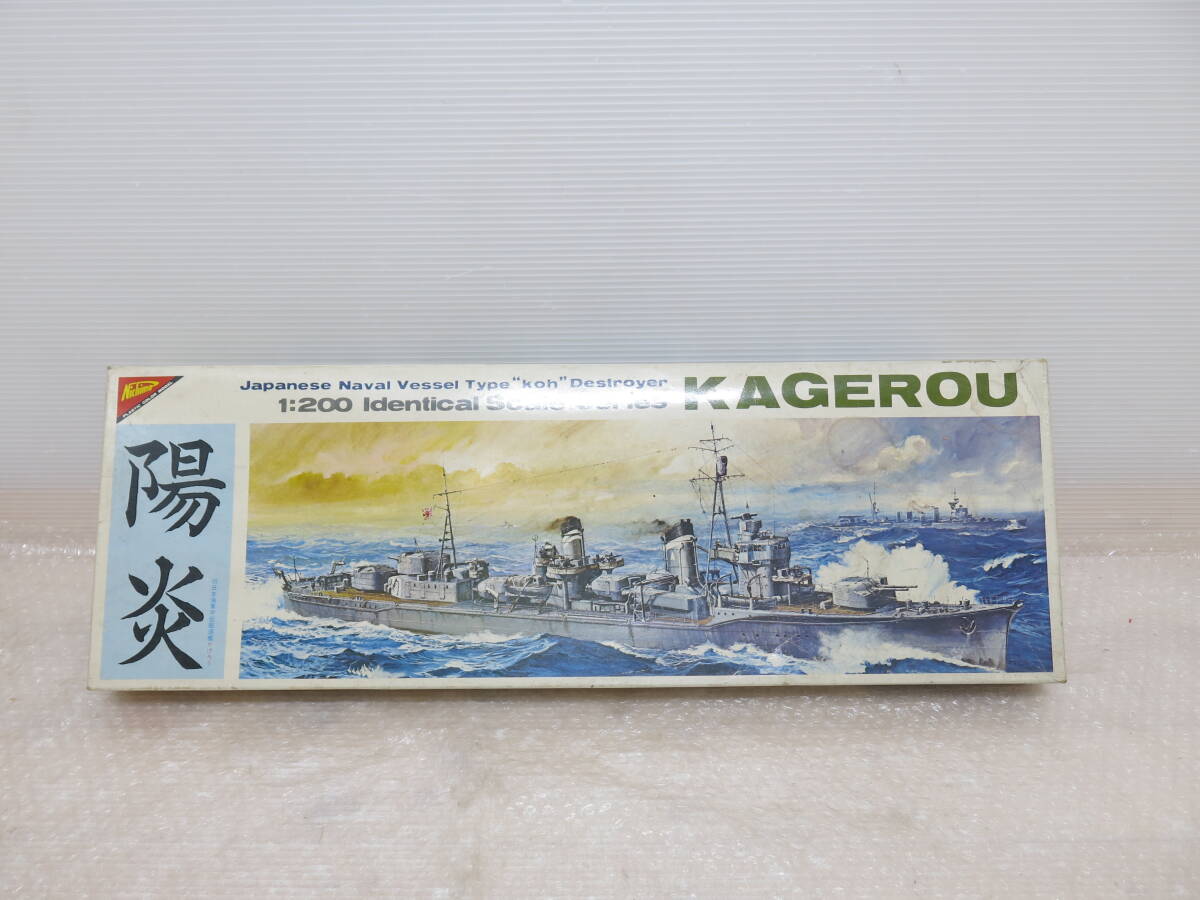 Nichimo
Japanese Naval Vessel Type "koh" Destroyer
1:200 Identical Scale Series
KAGEROU
陽炎